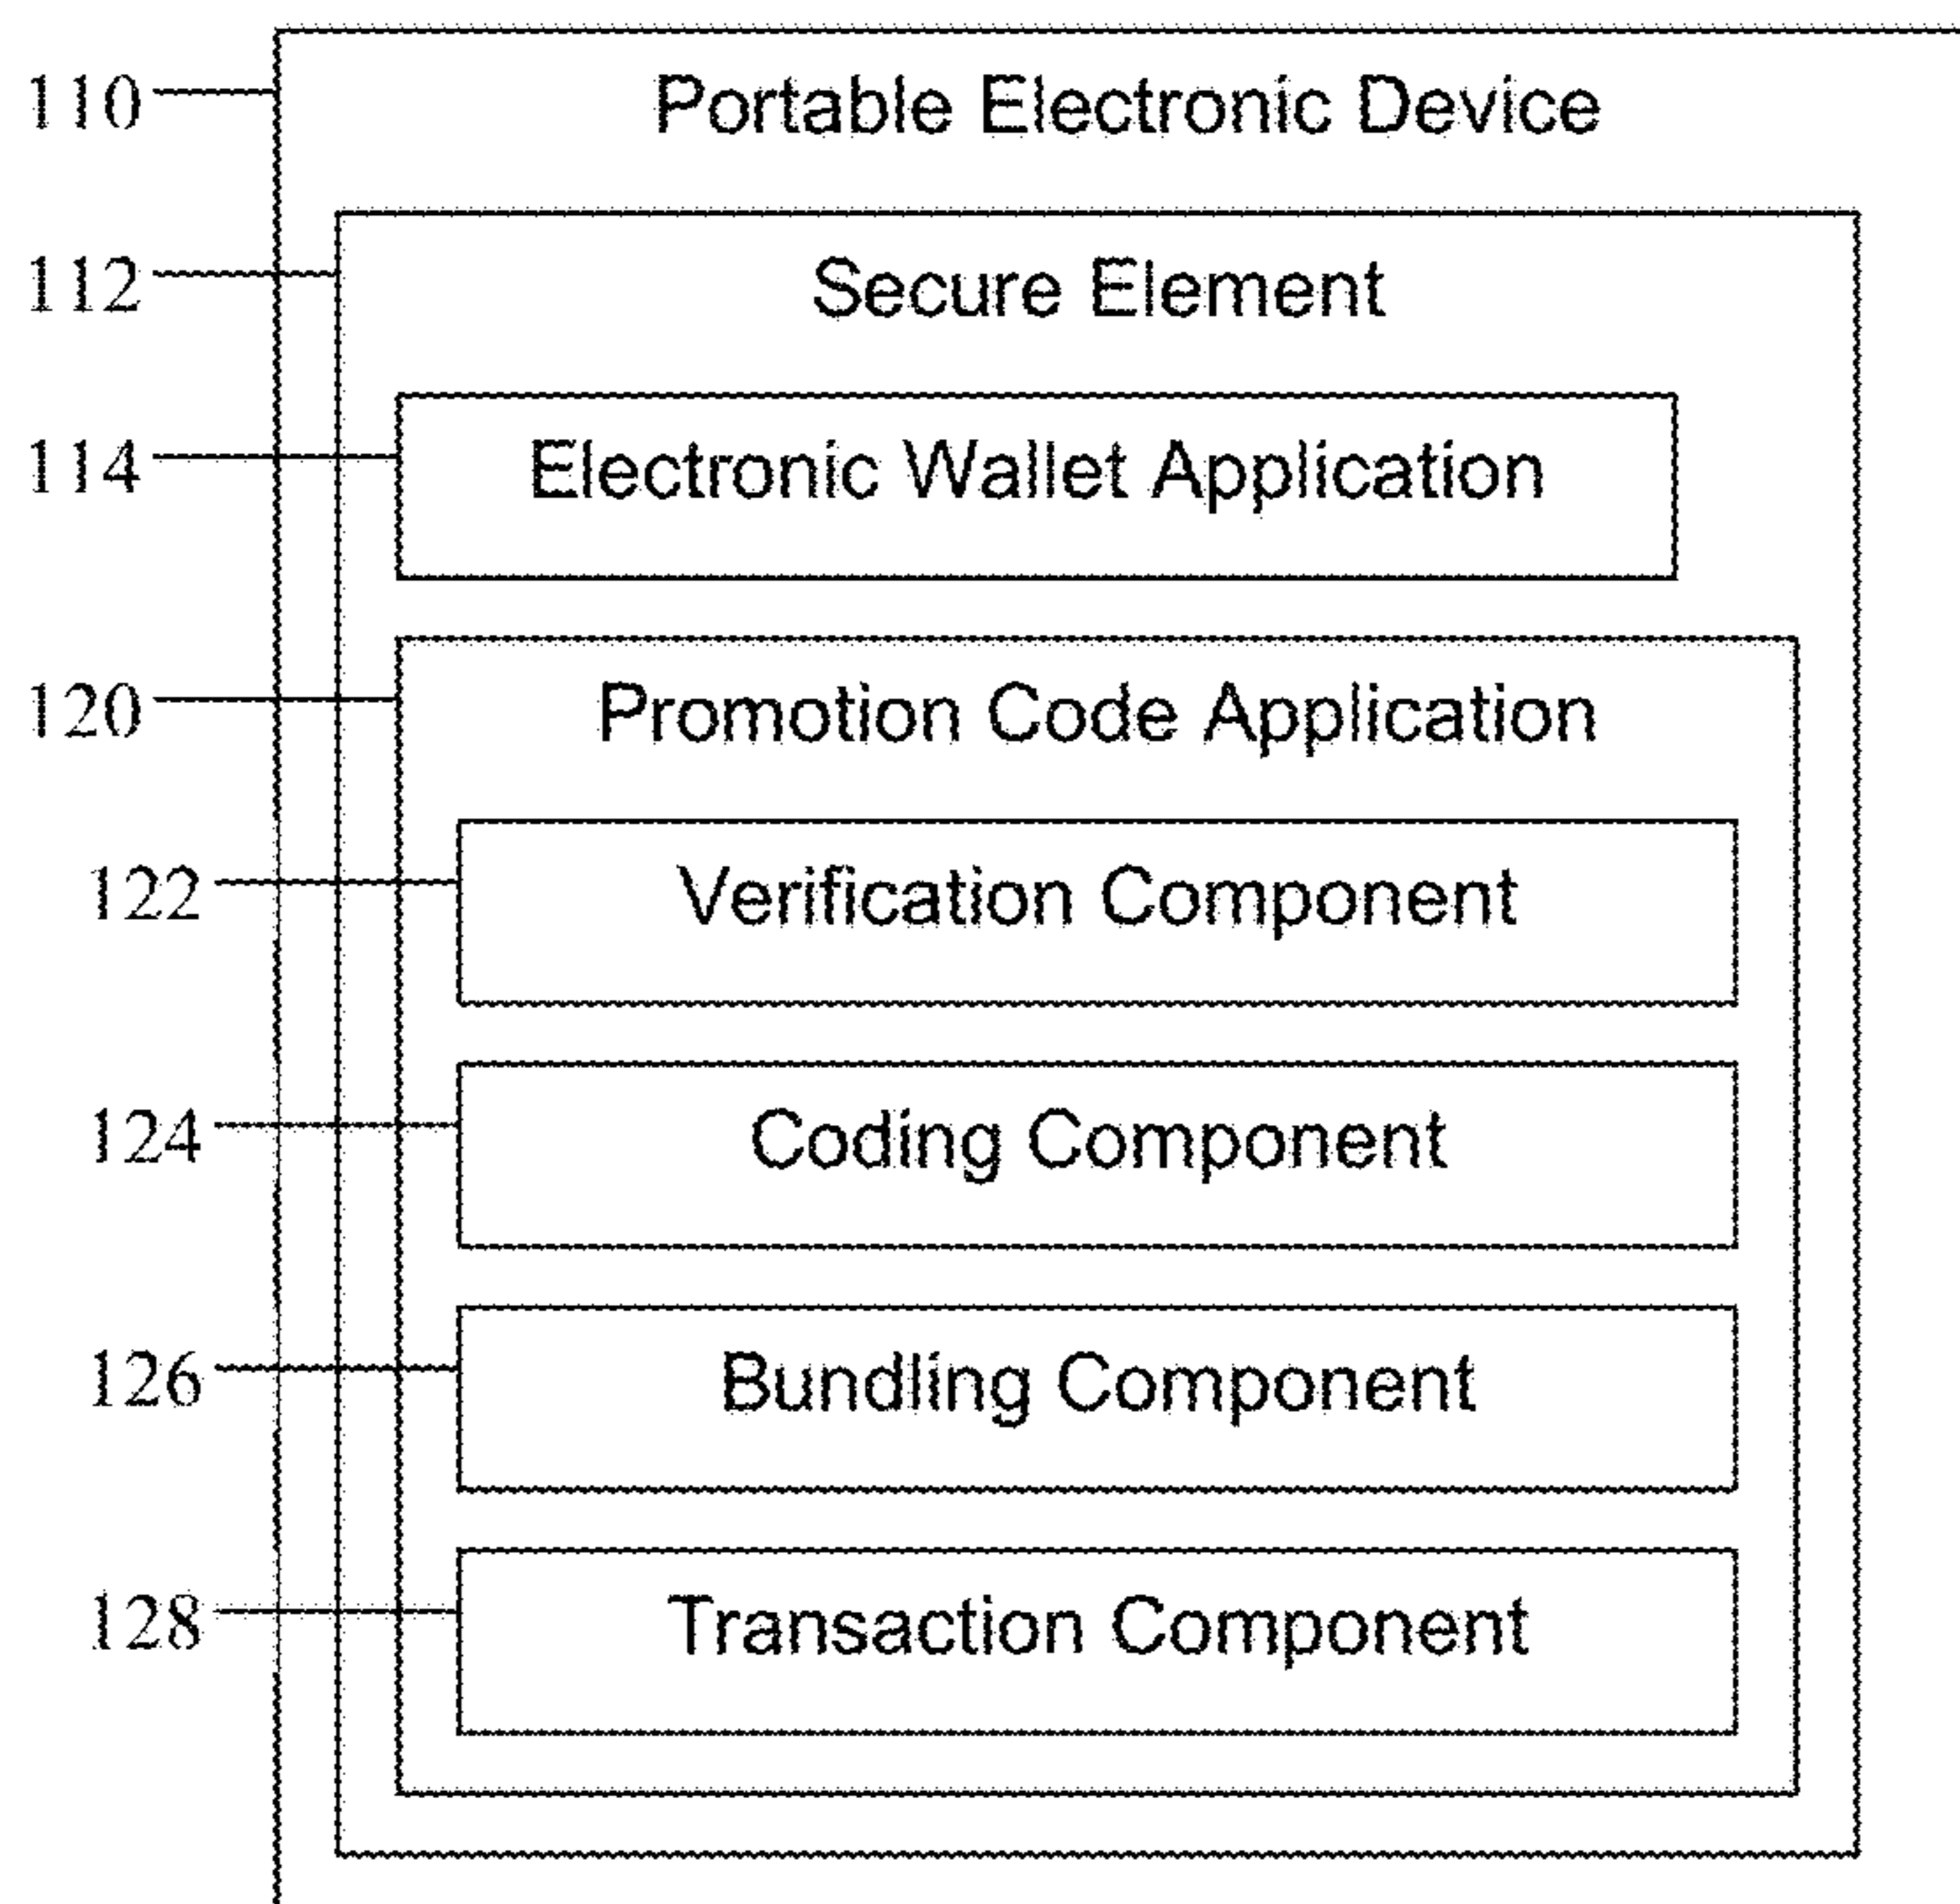 110 Portable Electronic Device
112 Secure Element
114 Electronic Wallet Application
120 Promotion Code Application
122 Verification Component
124 Coding Component
126 Bundling Component
128 Transaction Component